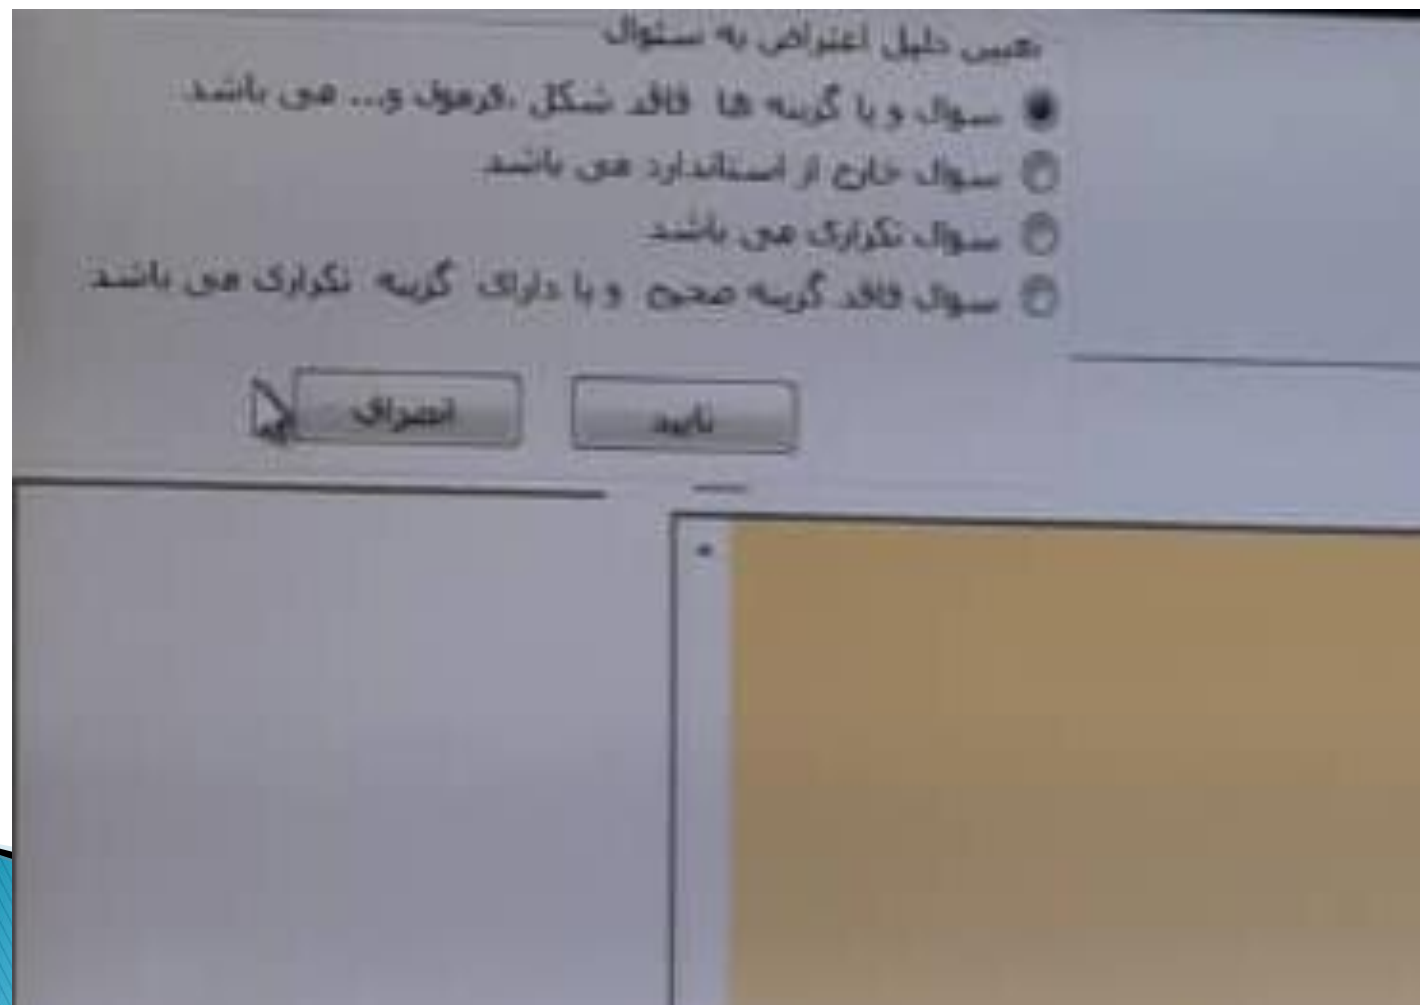 تعیین دلیل اعتراض به سئوال
سوال و یا گزینه ها فاقد شکل ،فرمول و... می باشد
سوال خارج از استاندارد می باشد
سوال تکراری می باشد
سوال فاقد گزینه صحیح و یا دارای گزینه تکراری می باشد
تایید
انصراف